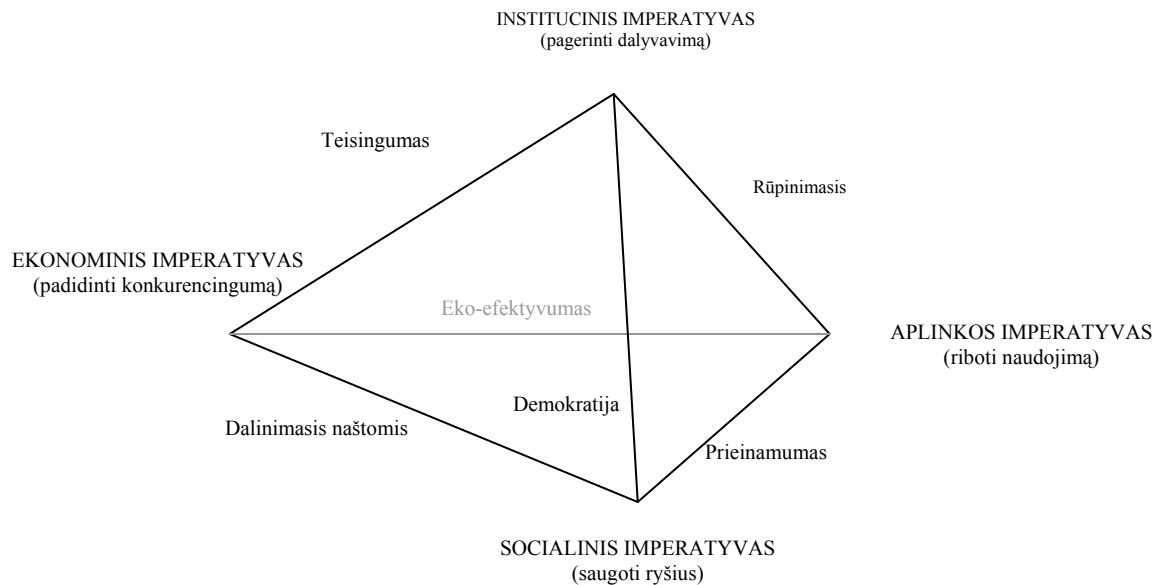 INSTITUCINIS IMPERATYVAS
(pagerinti dalyvavimą)
Teisingumas
Rūpinimasis
EKONOMINIS IMPERATYVAS
(padidinti konkurencingumą)
Eko-efektyvumas
APLINKOS IMPERATYVAS
(riboti naudojimą)
Demokratija
Dalinimasis naštomis
Prieinamumas
SOCIALINIS IMPERATYVAS
(saugoti ryšius)